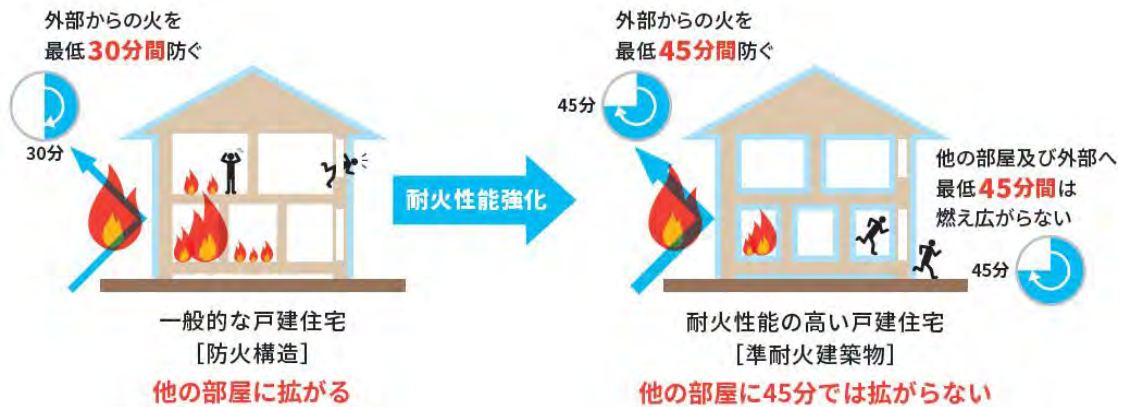 外部からの火を
最低30分間防ぐ
30分
一般的な戸建住宅
［防火構造］
他の部屋に拡がる
耐火性能強化
外部からの火を
最低45分間防ぐ
45分
他の部屋及び外部へ
最低45分間は
燃え広がらない
45分
耐火性能の高い戸建住宅
［準耐火建築物］
他の部屋に45分では拡がらない